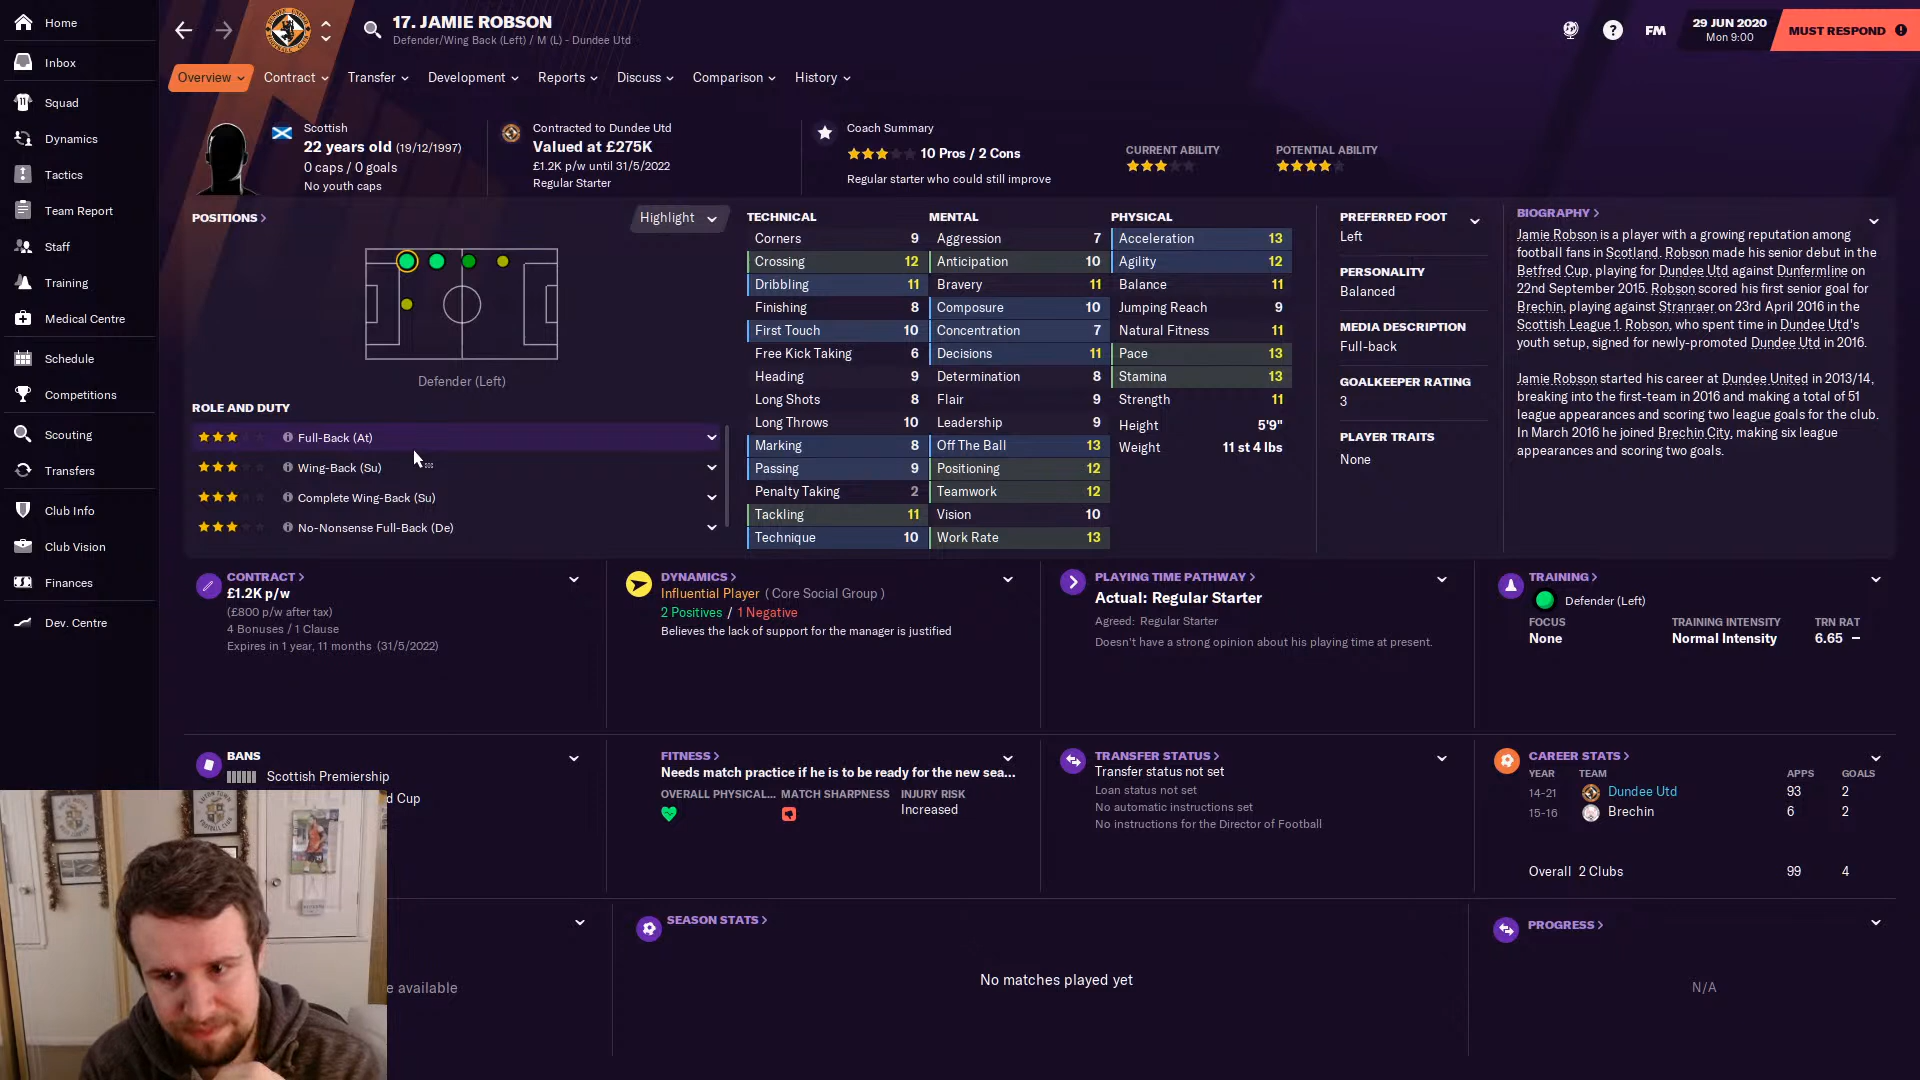 Home
Inbox
Squad
Dynamics
Tactics
Team Report
Staff
Training
Medical Centre
Schedule
Competitions
Scouting
Transfers
Club Info
Club Vision
Finances
Dev. Centre
17. JAMIE ROBSON
Defender/Wing Back (Left) / M (L) - Dundee Utd
FM
29 JUN 2020
Mon 9:00
MUST RESPOND
Overview
Contract
Transfer
Development
Reports
Discuss
Comparison
History
Scottish
22 years old (19/12/1997)
0 caps / 0 goals
No youth caps
Contracted to Dundee Utd
Valued at £275K
£1.2K p/w until 31/5/2022
Regular Starter
Coach Summary
10 Pros / 2 Cons
Regular starter who could still improve
CURRENT ABILITY
POTENTIAL ABILITY
POSITIONS
Highlight
Defender (Left)
ROLE AND DUTY
Full-Back (At)
Wing-Back (Su)
Complete Wing-Back (Su)
No-Nonsense Full-Back (De)
TECHNICAL
Corners 9
Crossing 12
Dribbling 11
Finishing 8
First Touch 10
Free Kick Taking 6
Heading 9
Long Shots 8
Long Throws 10
Marking 8
Passing 9
Penalty Taking 2
Tackling 11
Technique 10
MENTAL
Aggression 7
Anticipation 10
Bravery 11
Composure 10
Concentration 7
Decisions 11
Determination 8
Flair 9
Leadership 9
Off The Ball 13
Positioning 12
Teamwork 12
Vision 10
Work Rate 13
PHYSICAL
Acceleration 13
Agility 12
Balance 11
Jumping Reach 9
Natural Fitness 11
Pace 13
Stamina 13
Strength 11
Height 5'9"
Weight 11 st 4 lbs
PREFERRED FOOT
Left
PERSONALITY
Balanced
MEDIA DESCRIPTION
Full-back
GOALKEEPER RATING
3
PLAYER TRAITS
None
BIOGRAPHY
Jamie Robson is a player with a growing reputation among
football fans in Scotland. Robson made his senior debut in the
Betfred Cup, playing for Dundee Utd against Dunfermline on
22nd September 2015. Robson scored his first senior goal for
Brechin, playing against Stranraer on 23rd April 2016 in the
Scottish League 1. Robson, who spent time in Dundee Utd's
youth setup, signed for newly-promoted Dundee Utd in 2016.
Jamie Robson started his career at Dundee United in 2013/14,
breaking into the first-team in 2016 and making a total of 51
league appearances and scoring two league goals for the club.
In March 2016 he joined Brechin City, making six league
appearances and scoring two goals.
CONTRACT
£1.2K p/w
(£800 p/w after tax)
4 Bonuses / 1 Clause
Expires in 1 year, 11 months (31/5/2022)
DYNAMICS
Influential Player ( Core Social Group )
2 Positives / 1 Negative
Believes the lack of support for the manager is justified
PLAYING TIME PATHWAY
Actual: Regular Starter
Agreed: Regular Starter
Doesn't have a strong opinion about his playing time at present.
TRAINING
Defender (Left)
FOCUS
None
TRAINING INTENSITY
Normal Intensity
TRN RAT
6.65 –
BANS
Scottish Premiership
d Cup
FITNESS
Needs match practice if he is to be ready for the new sea...
OVERALL PHYSICAL...
MATCH SHARPNESS
INJURY RISK
Increased
TRANSFER STATUS
Transfer status not set
Loan status not set
No automatic instructions set
No instructions for the Director of Football
CAREER STATS
YEAR TEAM APPS GOALS
14-21 Dundee Utd 93 2
15-16 Brechin 6 2
Overall 2 Clubs 99 4
e available
SEASON STATS
No matches played yet
PROGRESS
N/A